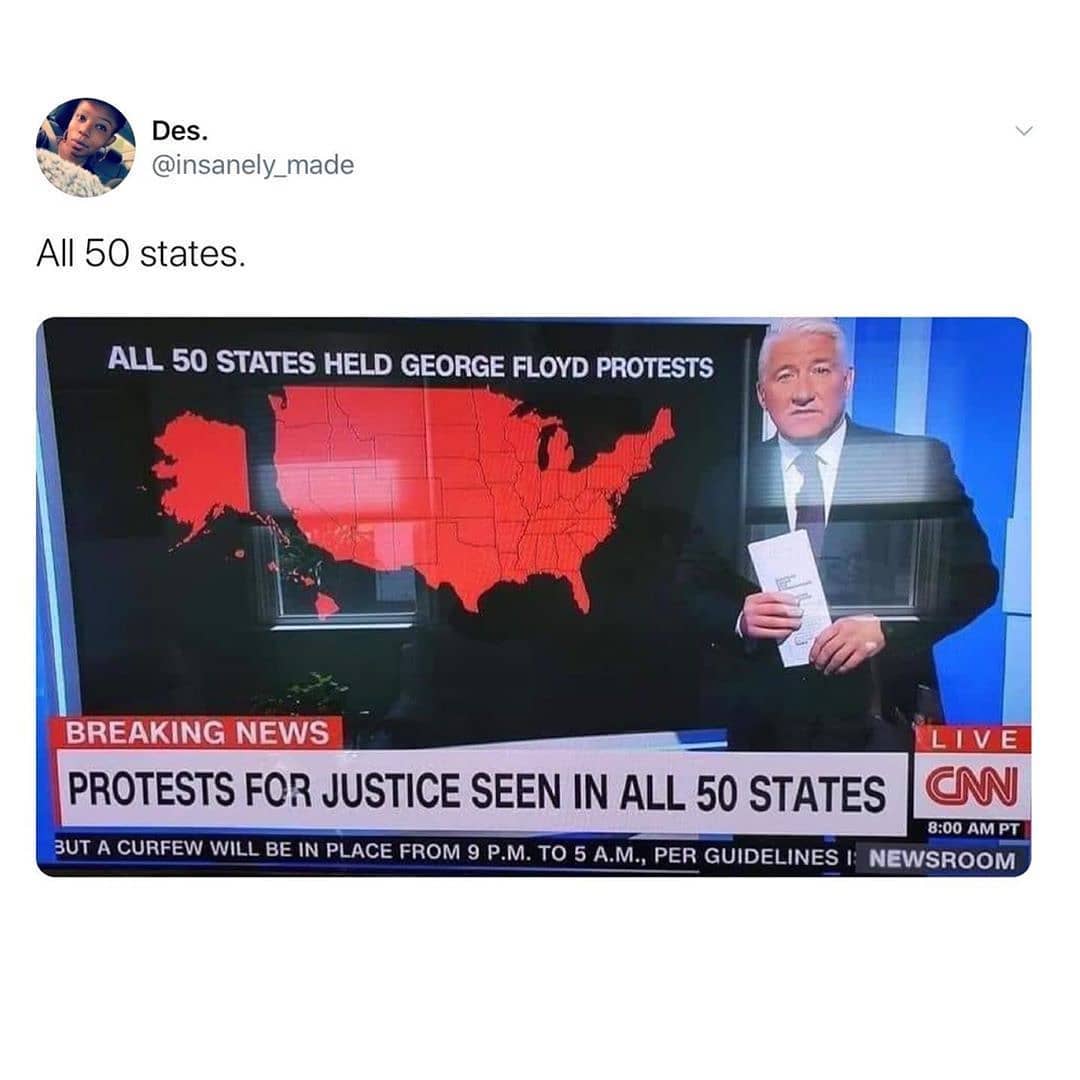 Des.
@insanely_made
All 50 states.
ALL 50 STATES HELD GEORGE FLOYD PROTESTS
BREAKING NEWS
LIVE
PROTESTS FOR JUSTICE SEEN IN ALL 50 STATES
CNN
8:00 AM PT
BUT A CURFEW WILL BE IN PLACE FROM 9 P.M. TO 5 A.M., PER GUIDELINES
NEWSROOM